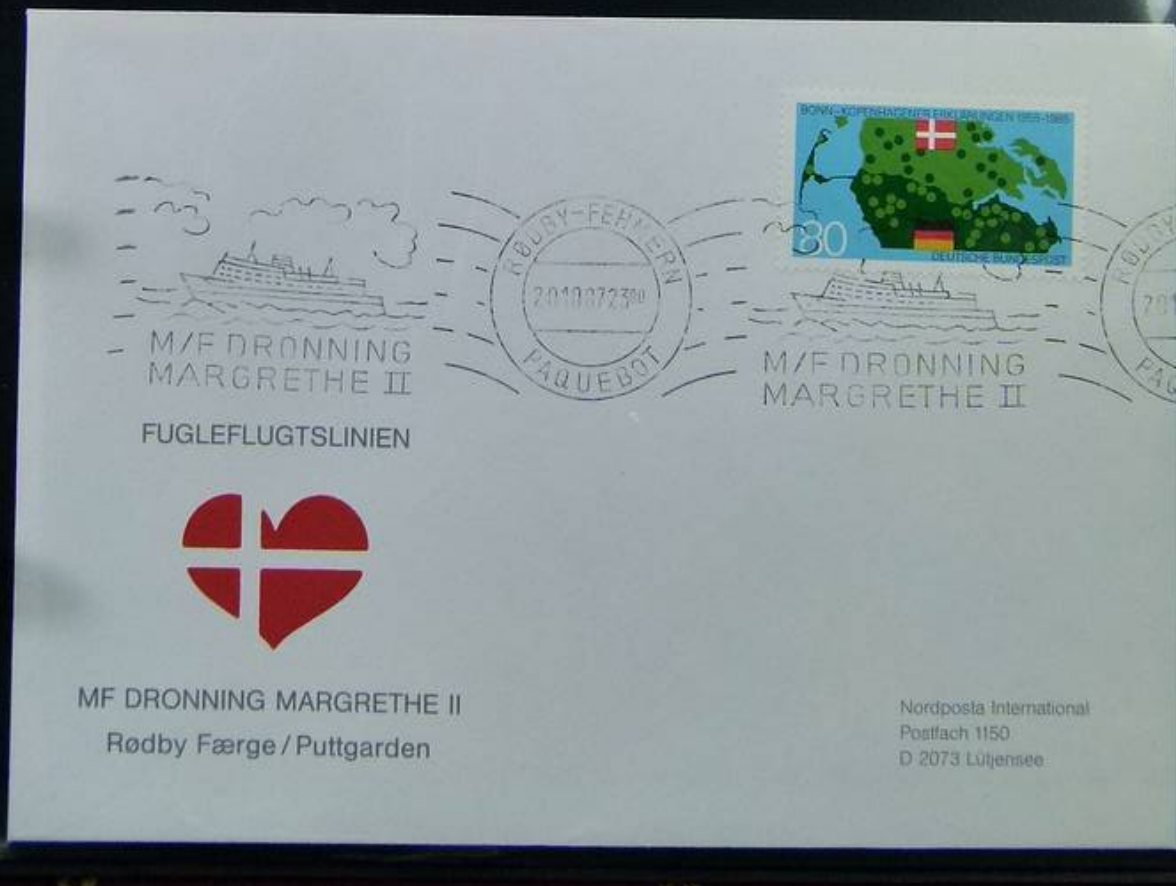 BONN-KOPENHAGENER ERKLÄRUNGEN 1955-1985
80
DEUTSCHE BUNDESPOST
RØDBY-FEHMERN
PAQUEBOT
M/F DRONNING
MARGRETHE II
M/F DRONNING
MARGRETHE II
FUGLEFLUGTSLINIEN
MF DRONNING MARGRETHE II
Rødby Færge/Puttgarden
Nordposta International
Postfach 1150
D 2073 Lütjensee